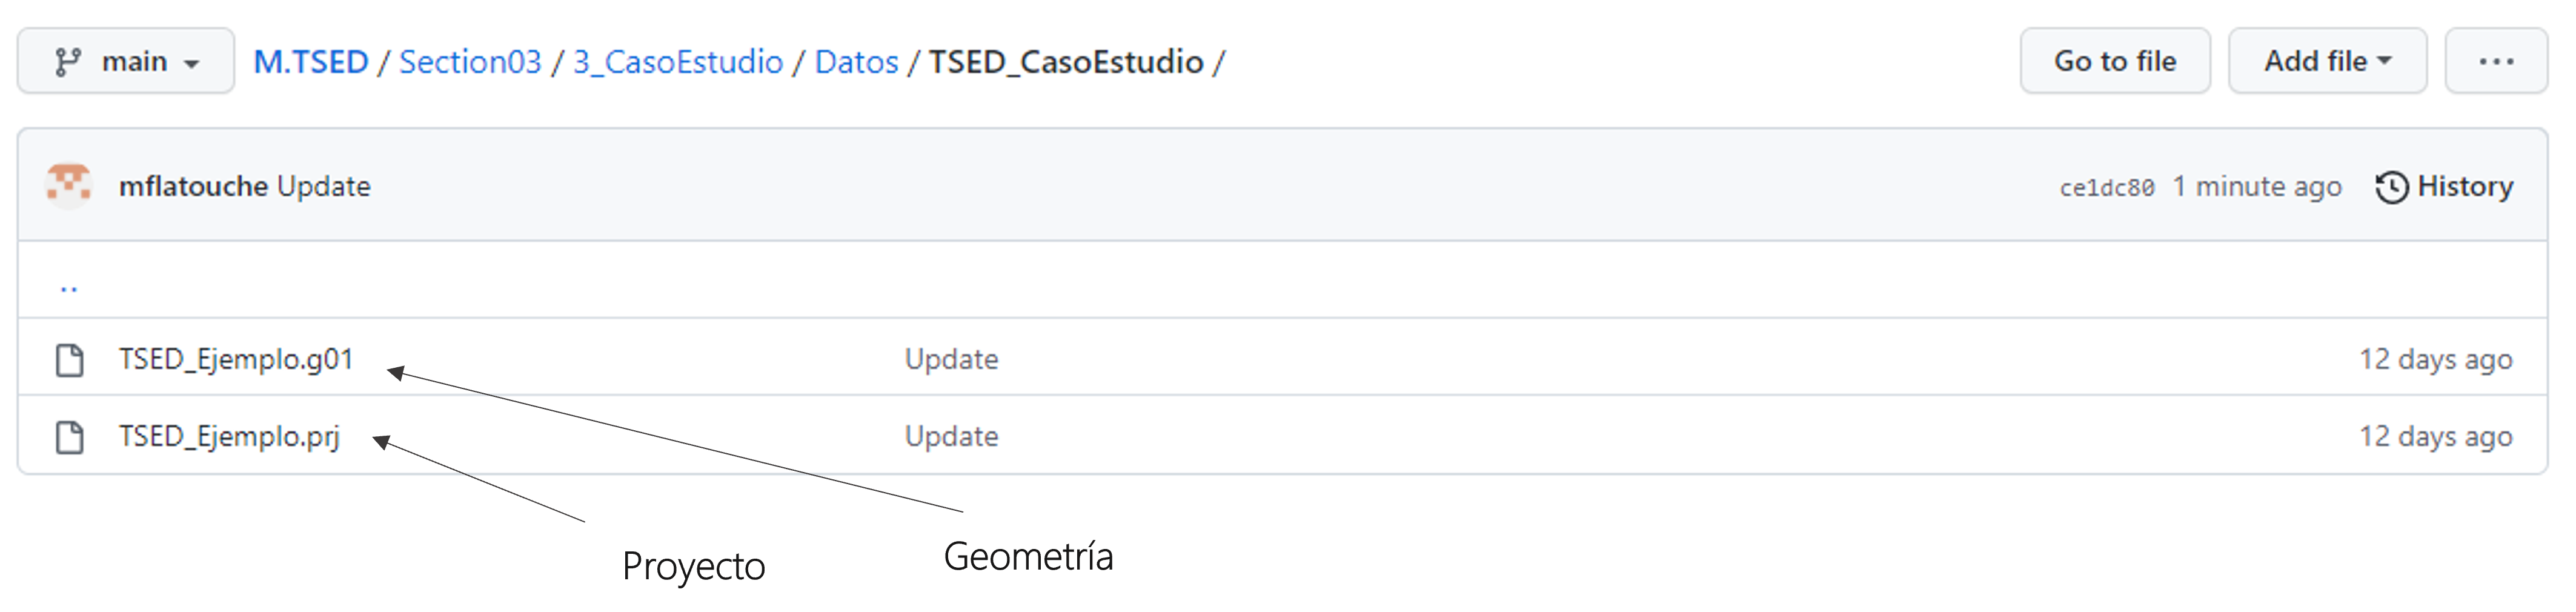 main M.TSED / Section03 / 3_CasoEstudio / Datos / TSED_CasoEstudio / Go to file Add file ...
mflatouche Update ce1dc80 1 minute ago History
..
TSED_Ejemplo.g01 Update 12 days ago
TSED_Ejemplo.prj Update 12 days ago
Geometría
Proyecto